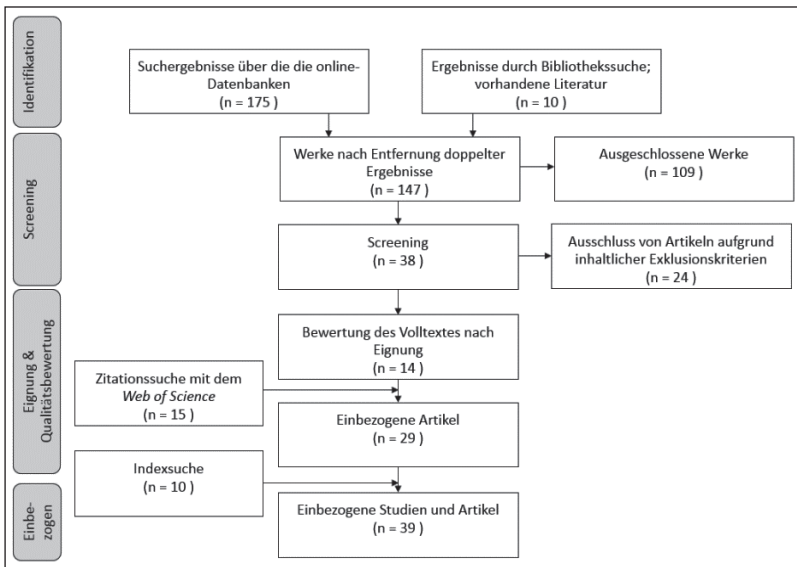 Identifikation
Suchergebnisse über die die online-
Datenbanken
(n = 175 )
Ergebnisse durch Bibliothekssuche;
vorhandene Literatur
(n = 10 )
Screening
Werke nach Entfernung doppelter
Ergebnisse
(n = 147 )
Ausgeschlossene Werke
(n = 109 )
Screening
(n = 38 )
Ausschluss von Artikeln aufgrund
inhaltlicher Exklusionskriterien
(n = 24 )
Eignung &
Qualitätsbewertung
Bewertung des Volltextes nach
Eignung
(n = 14 )
Zitationssuche mit dem
Web of Science
(n = 15 )
Einbezogene Artikel
(n = 29 )
Indexsuche
(n = 10 )
Einbe-
zogen
Einbezogene Studien und Artikel
(n = 39 )